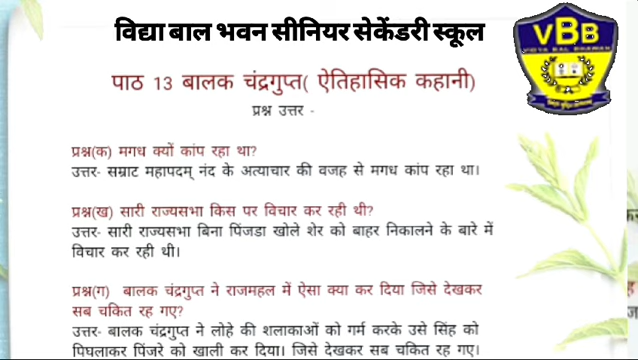 विद्या बाल भवन सीनियर सेकेंडरी स्कूल
VBB
VIDYA BAL BHAWAN
पाठ 13 बालक चंद्रगुप्त( ऐतिहासिक कहानी)
प्रश्न उत्तर -
प्रश्न(क) मगध क्यों कांप रहा था?
उत्तर- सम्राट महापदम् नंद के अत्याचार की वजह से मगध कांप रहा था।
प्रश्न(ख) सारी राज्यसभा किस पर विचार कर रही थी?
उत्तर- सारी राज्यसभा बिना पिंजडा खोले शेर को बाहर निकालने के बारे में
विचार कर रही थी।
प्रश्न(ग) बालक चंद्रगुप्त ने राजमहल में ऐसा क्या कर दिया जिसे देखकर
सब चकित रह गए?
उत्तर- बालक चंद्रगुप्त ने लोहे की शलाकाओं को गर्म करके उसे सिंह को
पिघलाकर पिंजरे को खाली कर दिया। जिसे देखकर सब चकित रह गए।